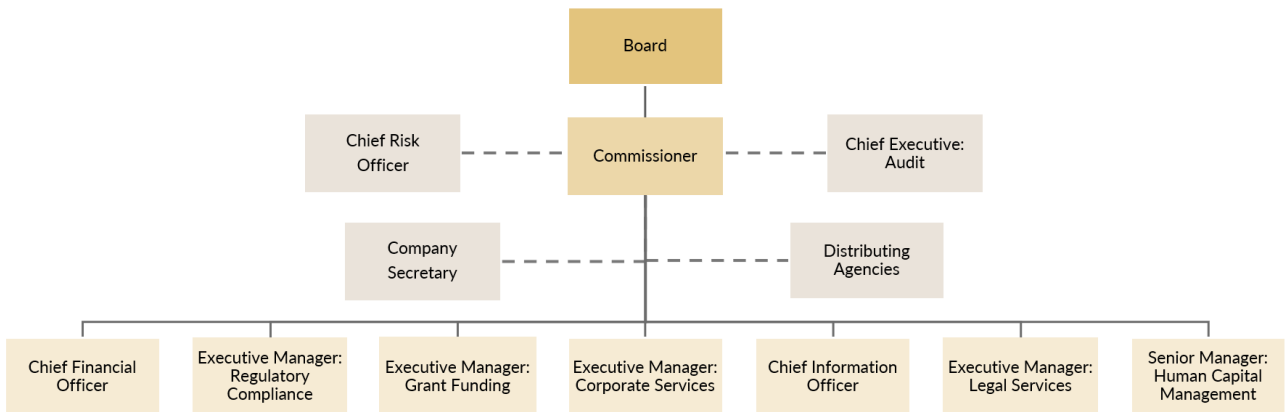 Board
Chief Risk
Officer
Commissioner
Chief Executive:
Audit
Company
Secretary
Distributing
Agencies
Chief Financial
Officer
Executive Manager:
Regulatory
Compliance
Executive Manager:
Grant Funding
Executive Manager:
Corporate Services
Chief Information
Officer
Executive Manager:
Legal Services
Senior Manager:
Human Capital
Management